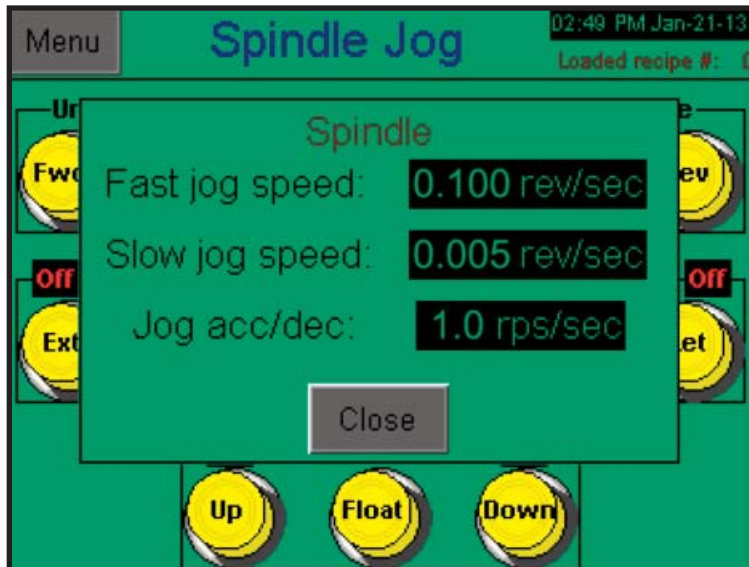 Menu
Spindle Jog
02:49 PM Jan-21-13
Loaded recipe #:
Spindle
Fast jog speed: 0.100 rev/sec
Slow jog speed: 0.005 rev/sec
Jog acc/dec: 1.0 rps/sec
Close
Off
Off
Up
Float
Down